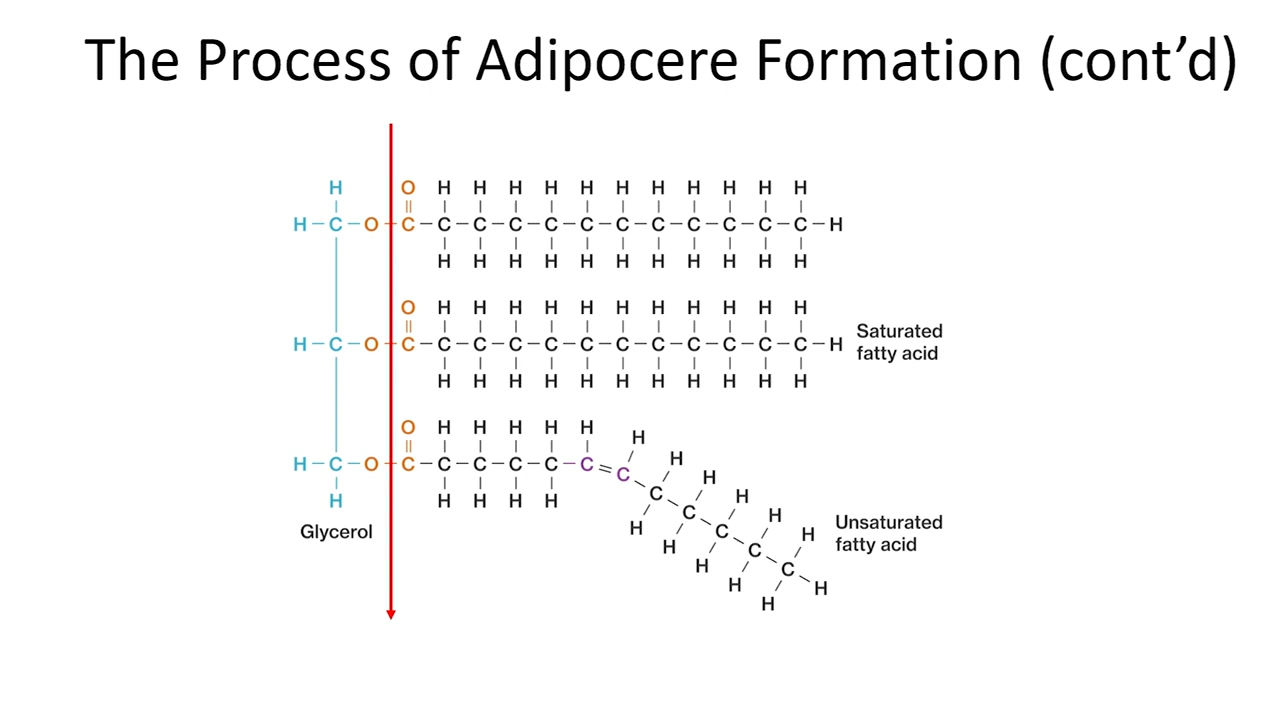 The Process of Adipocere Formation (cont’d)
H O H H H H H H H H H H H
H–C–O–C–C–C–C–C–C–C–C–C–C–C–C–H
H H H H H H H H H H H
O H H H H H H H H H H H
H–C–O–C–C–C–C–C–C–C–C–C–C–C–C–H
Saturated
fatty acid
H H H H H H H H H H H
O H H H H H H H H H H H
H–C–O–C–C–C–C–C–C=C–C–C–C–C–C–H
H H H H H H H H H H
Glycerol
Unsaturated
fatty acid